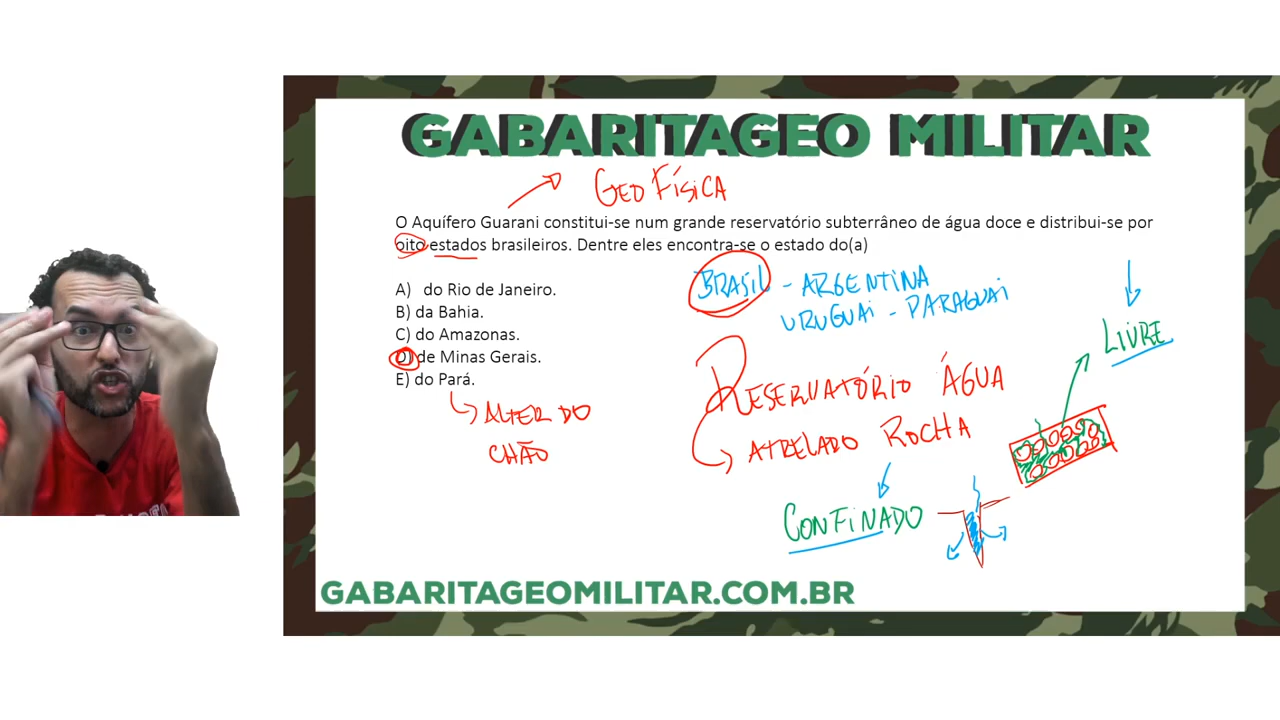 GABARITAGEO MILITAR
GEO FÍSICA
O Aquífero Guarani constitui-se num grande reservatório subterrâneo de água doce e distribui-se por
oito estados brasileiros. Dentre eles encontra-se o estado do(a)
A) do Rio de Janeiro.
B) da Bahia.
C) do Amazonas.
D) de Minas Gerais.
E) do Pará.
ALTER DO
CHÃO
BRASIL - ARGENTINA
URUGUAI - PARAGUAI
LIVRE
RESERVATÓRIO ÁGUA
ATRELADO ROCHA
CONFINADO
GABARITAGEOMILITAR.COM.BR